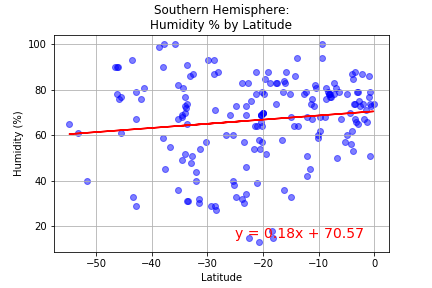 Southern Hemisphere:
Humidity % by Latitude
100
80
60
40
20
Humidity (%)
y = 0.18x + 70.57
−50
−40
−30
−20
−10
0
Latitude